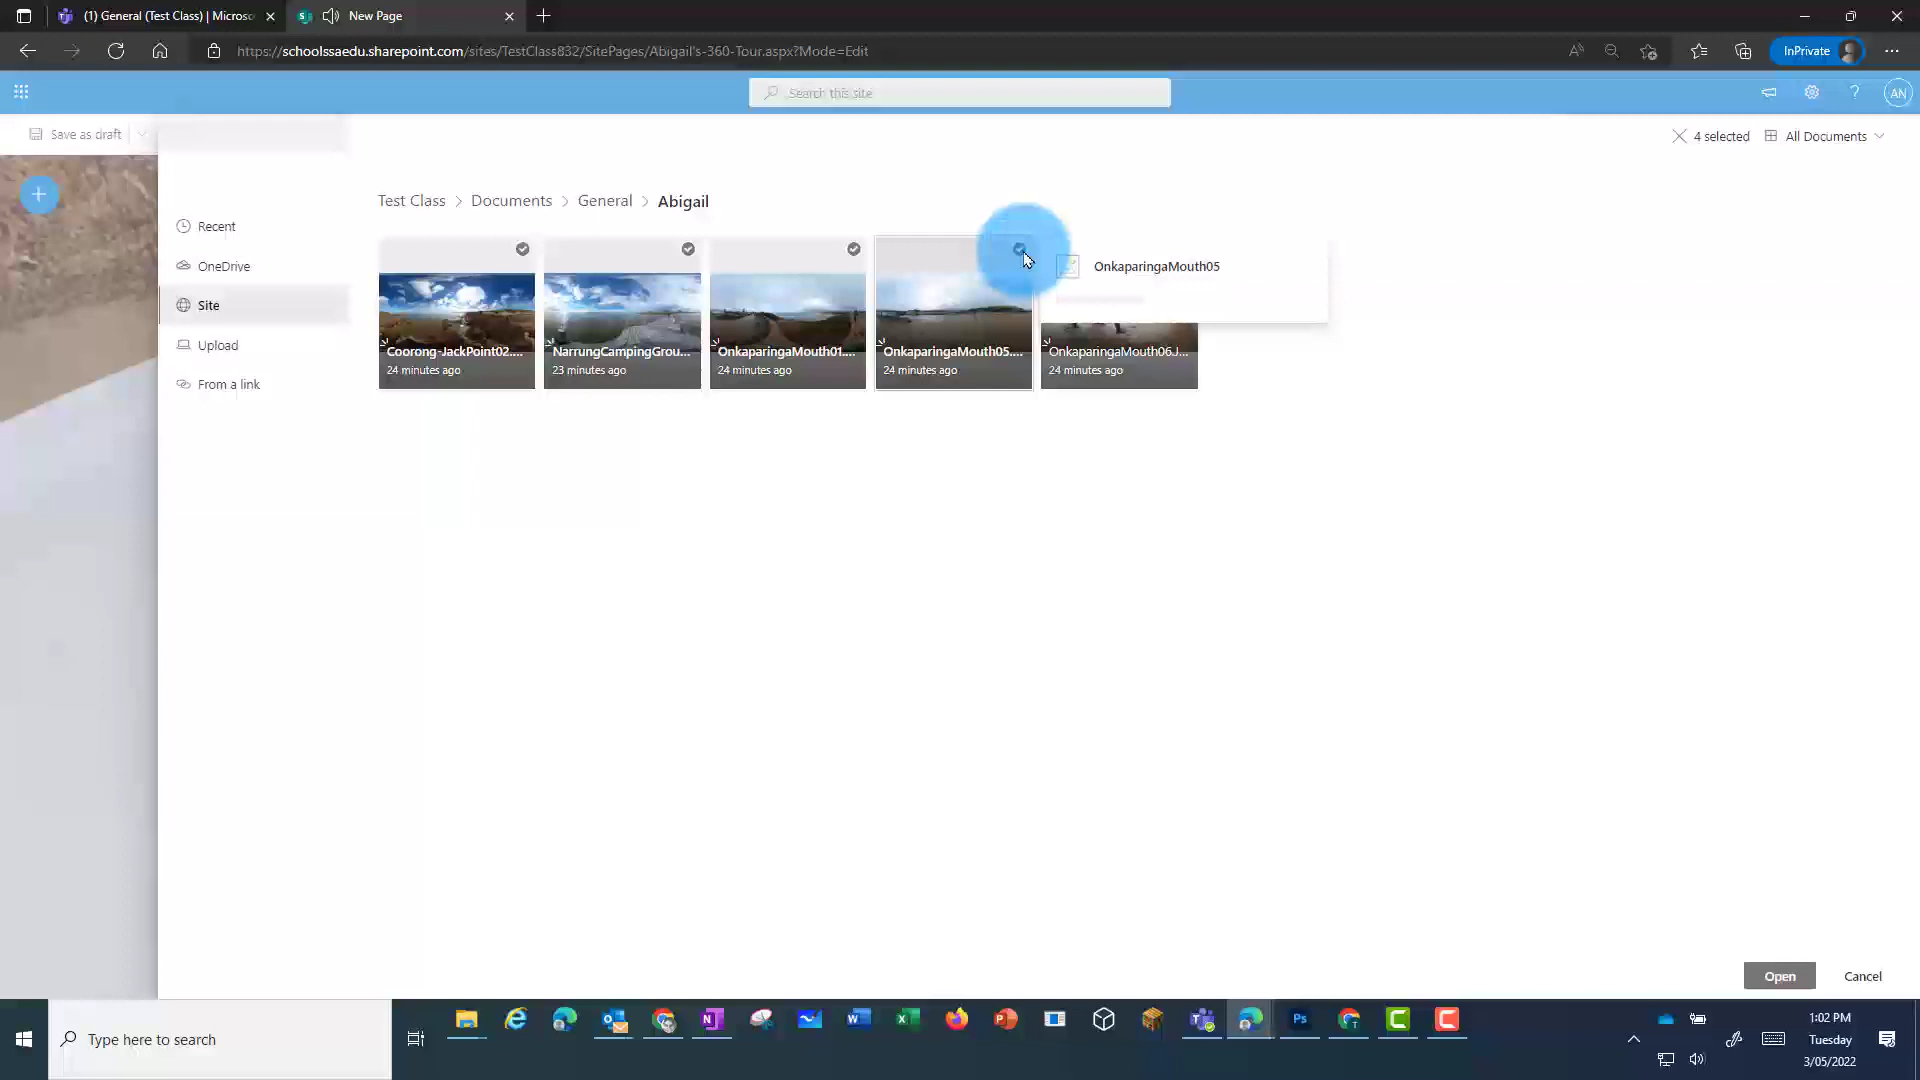 (1) General (Test Class) | Micros
New Page
https://schoolssaedu.sharepoint.com/sites/TestClass832/SitePages/Abigail's-360-Tour.aspx?Mode=Edit
InPrivate
Search this site
AN
Save as draft
4 selected
All Documents
Test Class > Documents > General > Abigail
Recent
OneDrive
Site
Upload
From a link
Coorong-JackPoint02....
24 minutes ago
NarrungCampingGrou...
23 minutes ago
OnkaparingaMouth01....
24 minutes ago
OnkaparingaMouth05....
24 minutes ago
OnkaparingaMouth06.J...
24 minutes ago
OnkaparingaMouth05
Open
Cancel
Type here to search
1:02 PM
Tuesday
3/05/2022